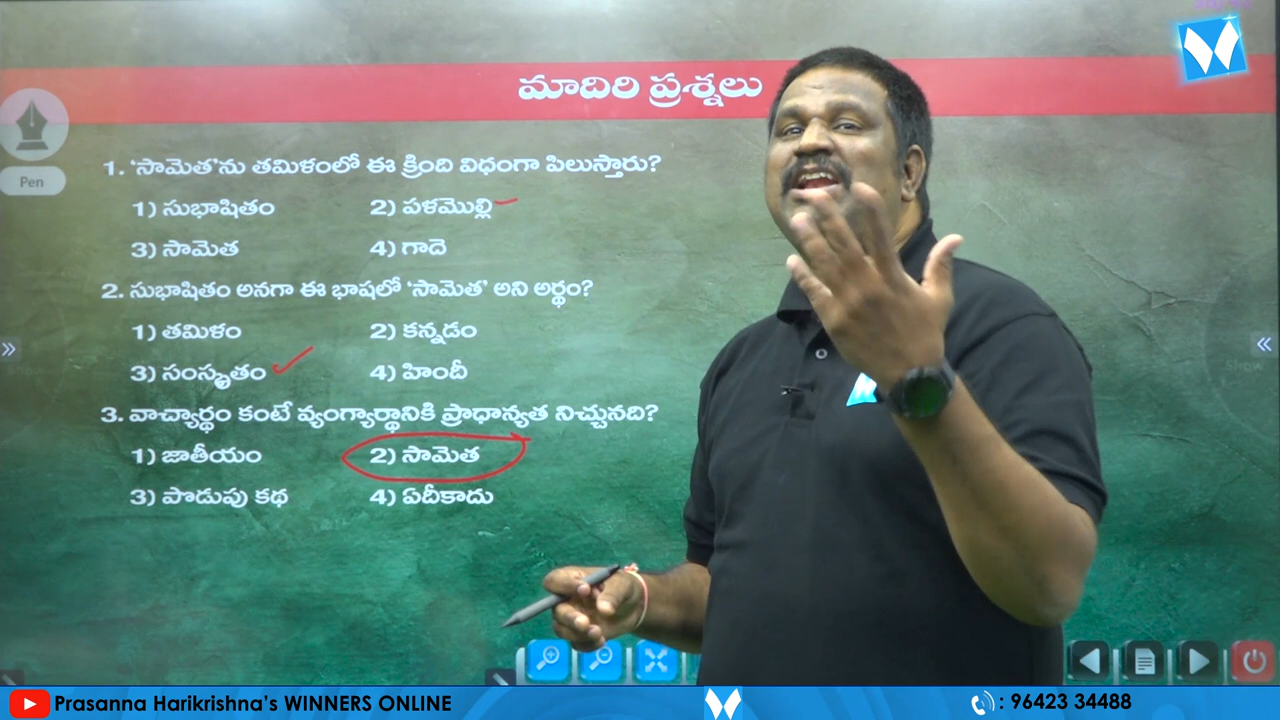 మాదిరి ప్రశ్నలు
Pen
1. 'సామెత'ను తమిళంలో ఈ క్రింది విధంగా పిలుస్తారు?
1) సుభాషితం 2) పళమొల్లి
3) సామెత 4) గాదె
2. సుభాషితం అనగా ఈ భాషలో 'సామెత' అని అర్థం?
1) తమిళం 2) కన్నడం
3) సంస్కృతం 4) హిందీ
3. వాచ్యార్థం కంటే వ్యంగ్యార్థానికి ప్రాధాన్యత నిచ్చునది?
1) జాతీయం 2) సామెత
3) పొడుపు కథ 4) ఏదీకాదు
Prasanna Harikrishna's WINNERS ONLINE : 96423 34488